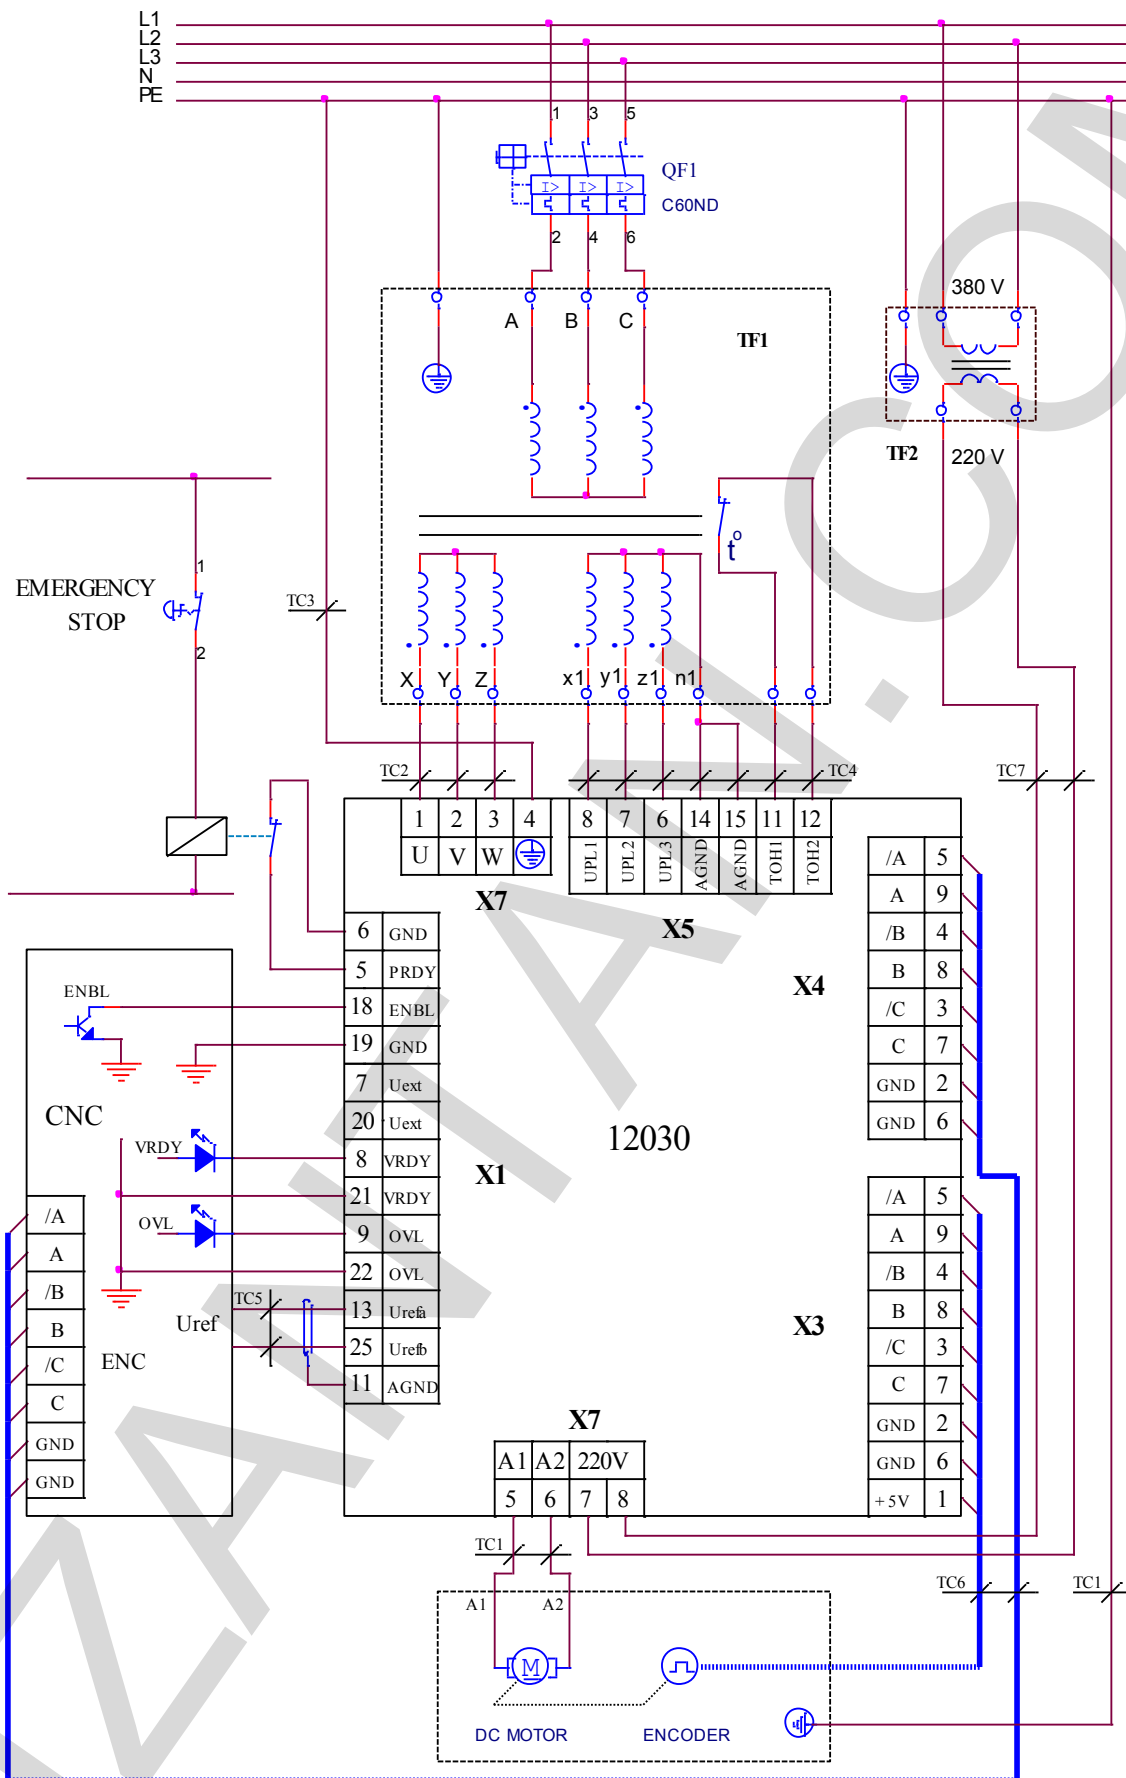 L1
L2
L3
N
PE
1 3 5
QF1
I> I> I>
C60ND
2 4 6
380 V
A B C
TF1
TF2
220 V
t°
1
EMERGENCY
STOP
2
TC3
X Y Z x1 y1 z1 n1
TC2 TC4 TC7
1 2 3 4 8 7 6 14 15 11 12
U V W UPL1 UPL2 UPL3 AGND AGND TOH1 TOH2
X7
X5
X4
/A 5
A 9
/B 4
B 8
/C 3
C 7
GND 2
GND 6
6 GND
5 PRDY
ENBL
18 ENBL
19 GND
7 Uext
CNC
20 Uext
12030
VRDY
8 VRDY
X1
21 VRDY
OVL
9 OVL
22 OVL
TC5
Uref
13 Urefa
25 Urefb
11 AGND
/A
A
/B
B
/C
C
GND
GND
ENC
X3
/A 5
A 9
/B 4
B 8
/C 3
C 7
GND 2
GND 6
+5V 1
X7
A1 A2 220V
5 6 7 8
TC1
TC6 TC1
A1 A2
M
DC MOTOR ENCODER
ZANTAN.COM